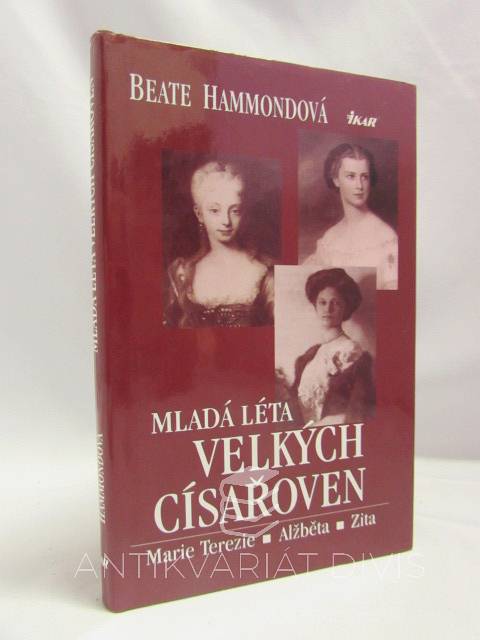 BEATE HAMMONDOVÁ
IKAR
MLADÁ LÉTA
VELKÝCH
CÍSAŘOVEN
Marie Terezie ■ Alžběta ■ Zita
HAMMONDOVÁ
MLADÁ LÉTA VELKÝCH CÍSAŘOVEN
ANTIKVARIÁT DIVIŠ